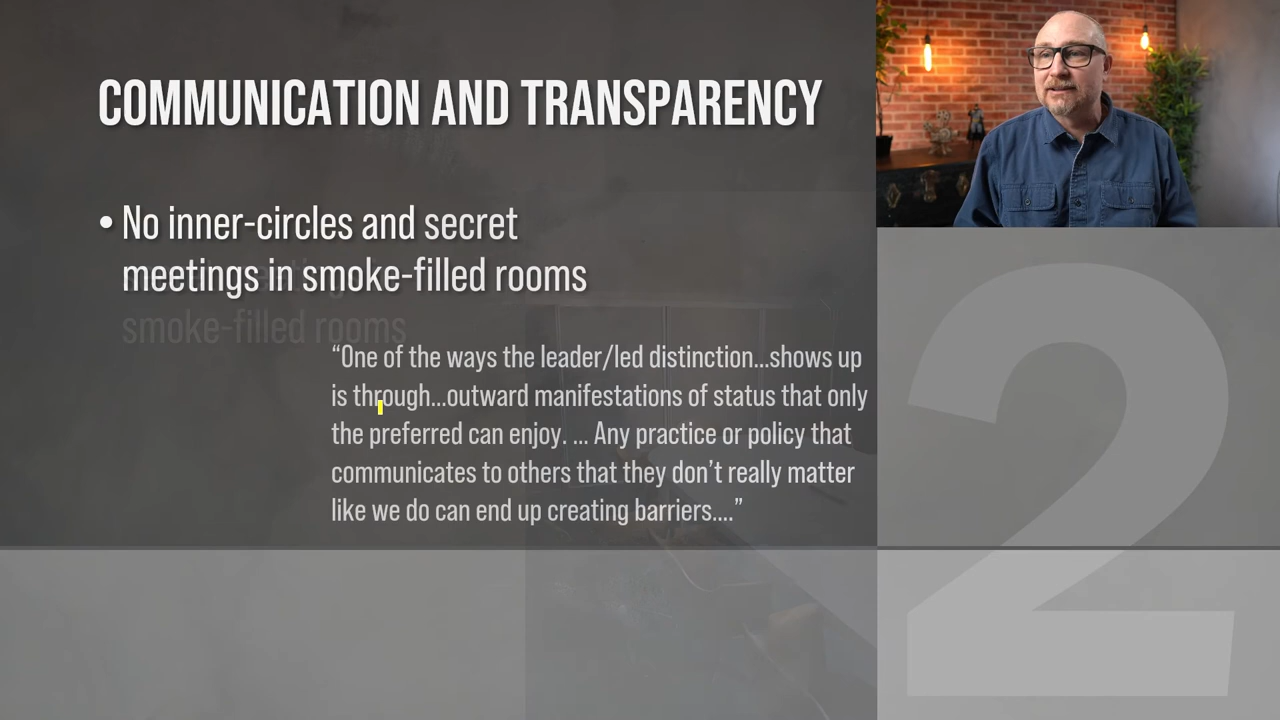 COMMUNICATION AND TRANSPARENCY
• No inner-circles and secret
meetings in smoke-filled rooms
smoke-filled rooms
“One of the ways the leader/led distinction...shows up
is through...outward manifestations of status that only
the preferred can enjoy. ... Any practice or policy that
communicates to others that they don’t really matter
like we do can end up creating barriers....”
2